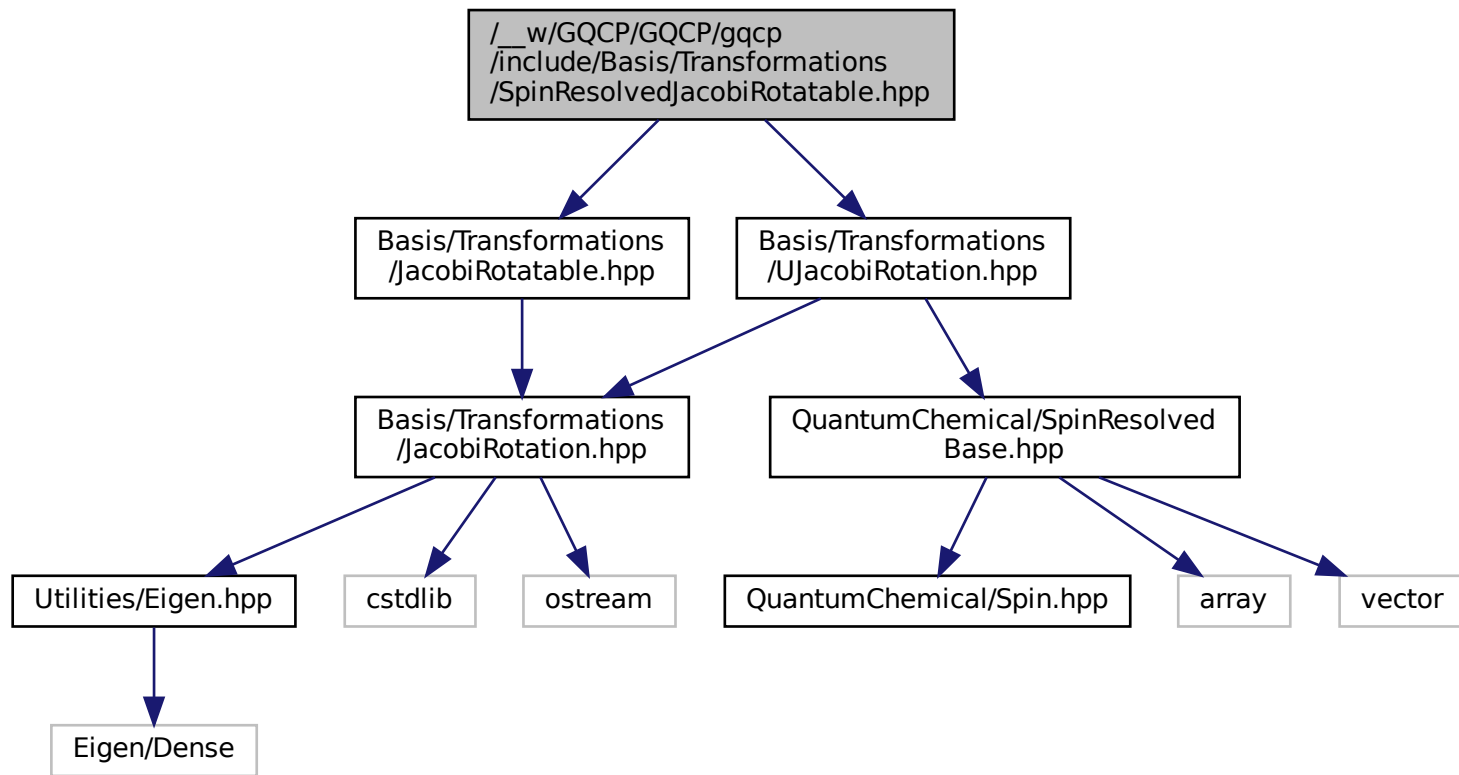 /__w/GQCP/GQCP/gqcp
/include/Basis/Transformations
/SpinResolvedJacobiRotatable.hpp
Basis/Transformations
/JacobiRotatable.hpp
Basis/Transformations
/UJacobiRotation.hpp
Basis/Transformations
/JacobiRotation.hpp
QuantumChemical/SpinResolved
Base.hpp
Utilities/Eigen.hpp
cstdlib
ostream
QuantumChemical/Spin.hpp
array
vector
Eigen/Dense